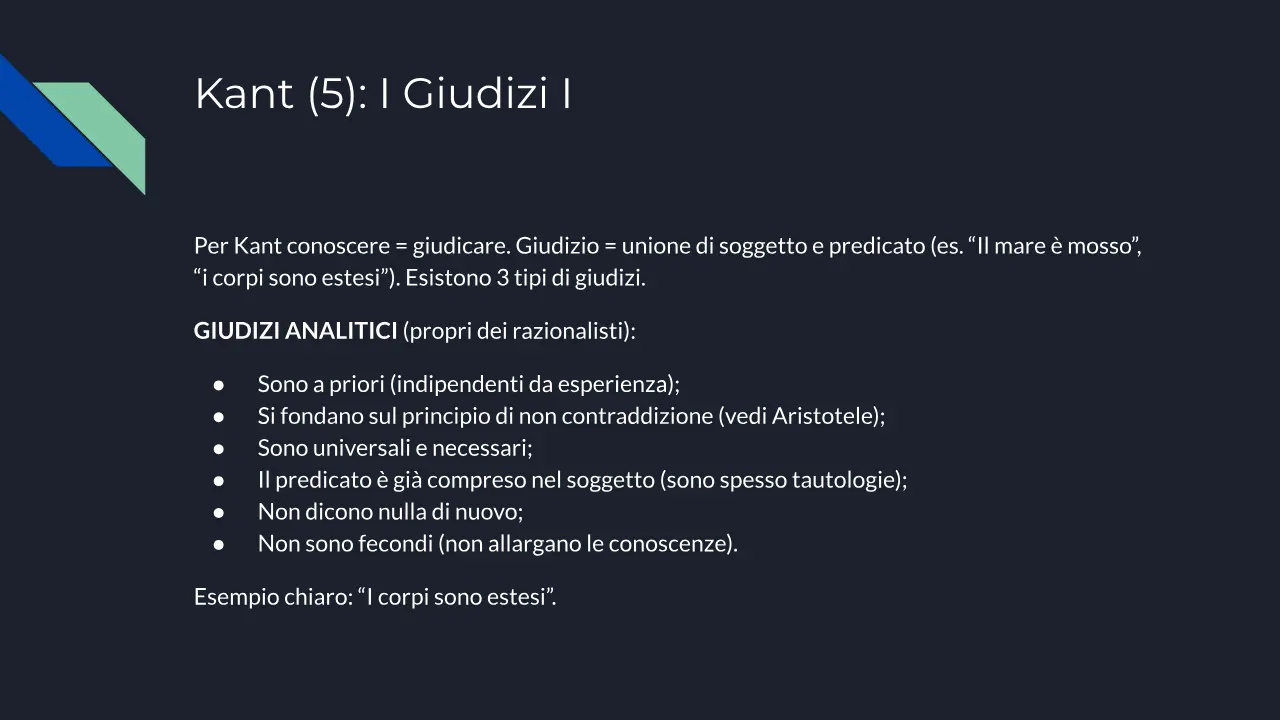 Kant (5): I Giudizi I
Per Kant conoscere = giudicare. Giudizio = unione di soggetto e predicato (es. “Il mare è mosso”,
“i corpi sono estesi”). Esistono 3 tipi di giudizi.
GIUDIZI ANALITICI (propri dei razionalisti):
● Sono a priori (indipendenti da esperienza);
● Si fondano sul principio di non contraddizione (vedi Aristotele);
● Sono universali e necessari;
● Il predicato è già compreso nel soggetto (sono spesso tautologie);
● Non dicono nulla di nuovo;
● Non sono fecondi (non allargano le conoscenze).
Esempio chiaro: “I corpi sono estesi”.